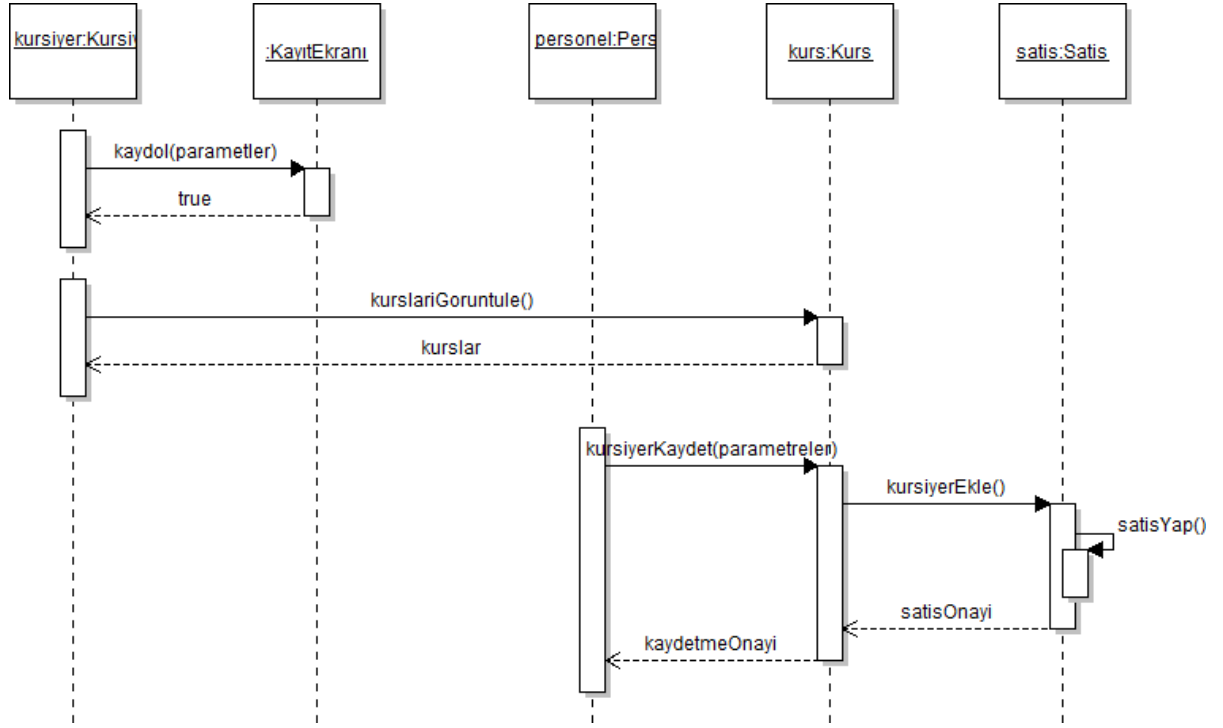 kursiyer:Kursiy
:KayıtEkranı
personel:Pers
kurs:Kurs
satis:Satis
kaydol(parametler)
true
kurslariGoruntule()
kurslar
kursiyerKaydet(parametreler)
kursiyerEkle()
satisYap()
satisOnayi
kaydetmeOnayi